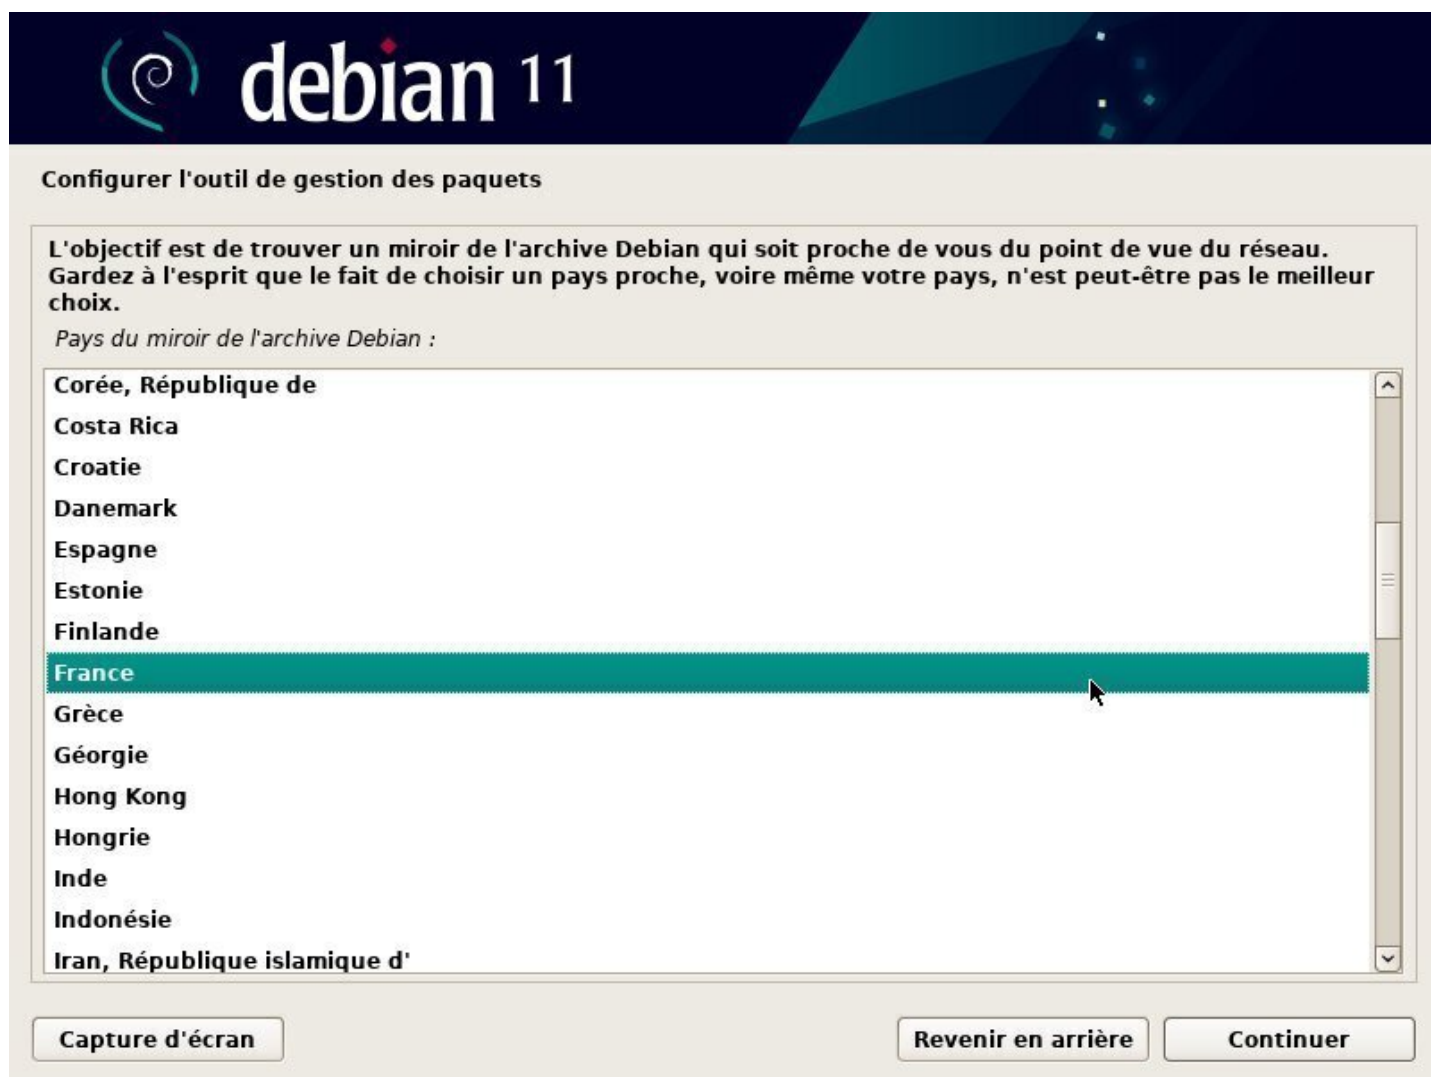 debian 11
Configurer l'outil de gestion des paquets
L'objectif est de trouver un miroir de l'archive Debian qui soit proche de vous du point de vue du réseau.
Gardez à l'esprit que le fait de choisir un pays proche, voire même votre pays, n'est peut-être pas le meilleur
choix.
Pays du miroir de l'archive Debian :
Corée, République de
Costa Rica
Croatie
Danemark
Espagne
Estonie
Finlande
France
Grèce
Géorgie
Hong Kong
Hongrie
Inde
Indonésie
Iran, République islamique d'
Capture d'écran
Revenir en arrière
Continuer